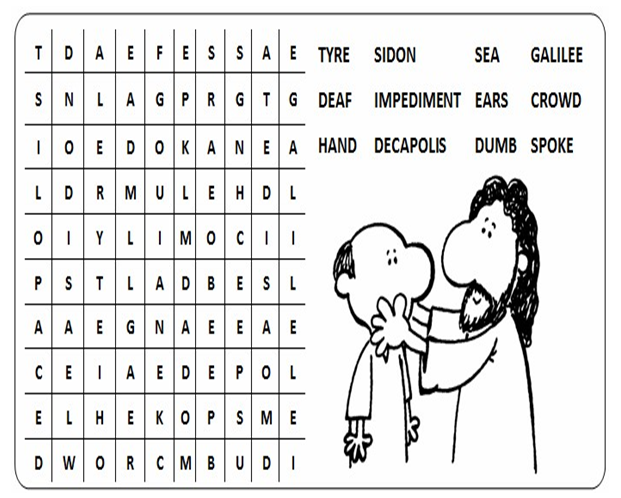 T D A E F E S S A E TYRE SIDON SEA GALILEE
S N L A G P R G T G DEAF IMPEDIMENT EARS CROWD
I O E D O K A N E A HAND DECAPOLIS DUMB SPOKE
L D R M U L E H D L
O I Y L I M O C I I
P S T L A D B E S L
A A E G N A E E A E
C E I A E D E P O L
E L H E K O P S M E
D W O R C M B U D I